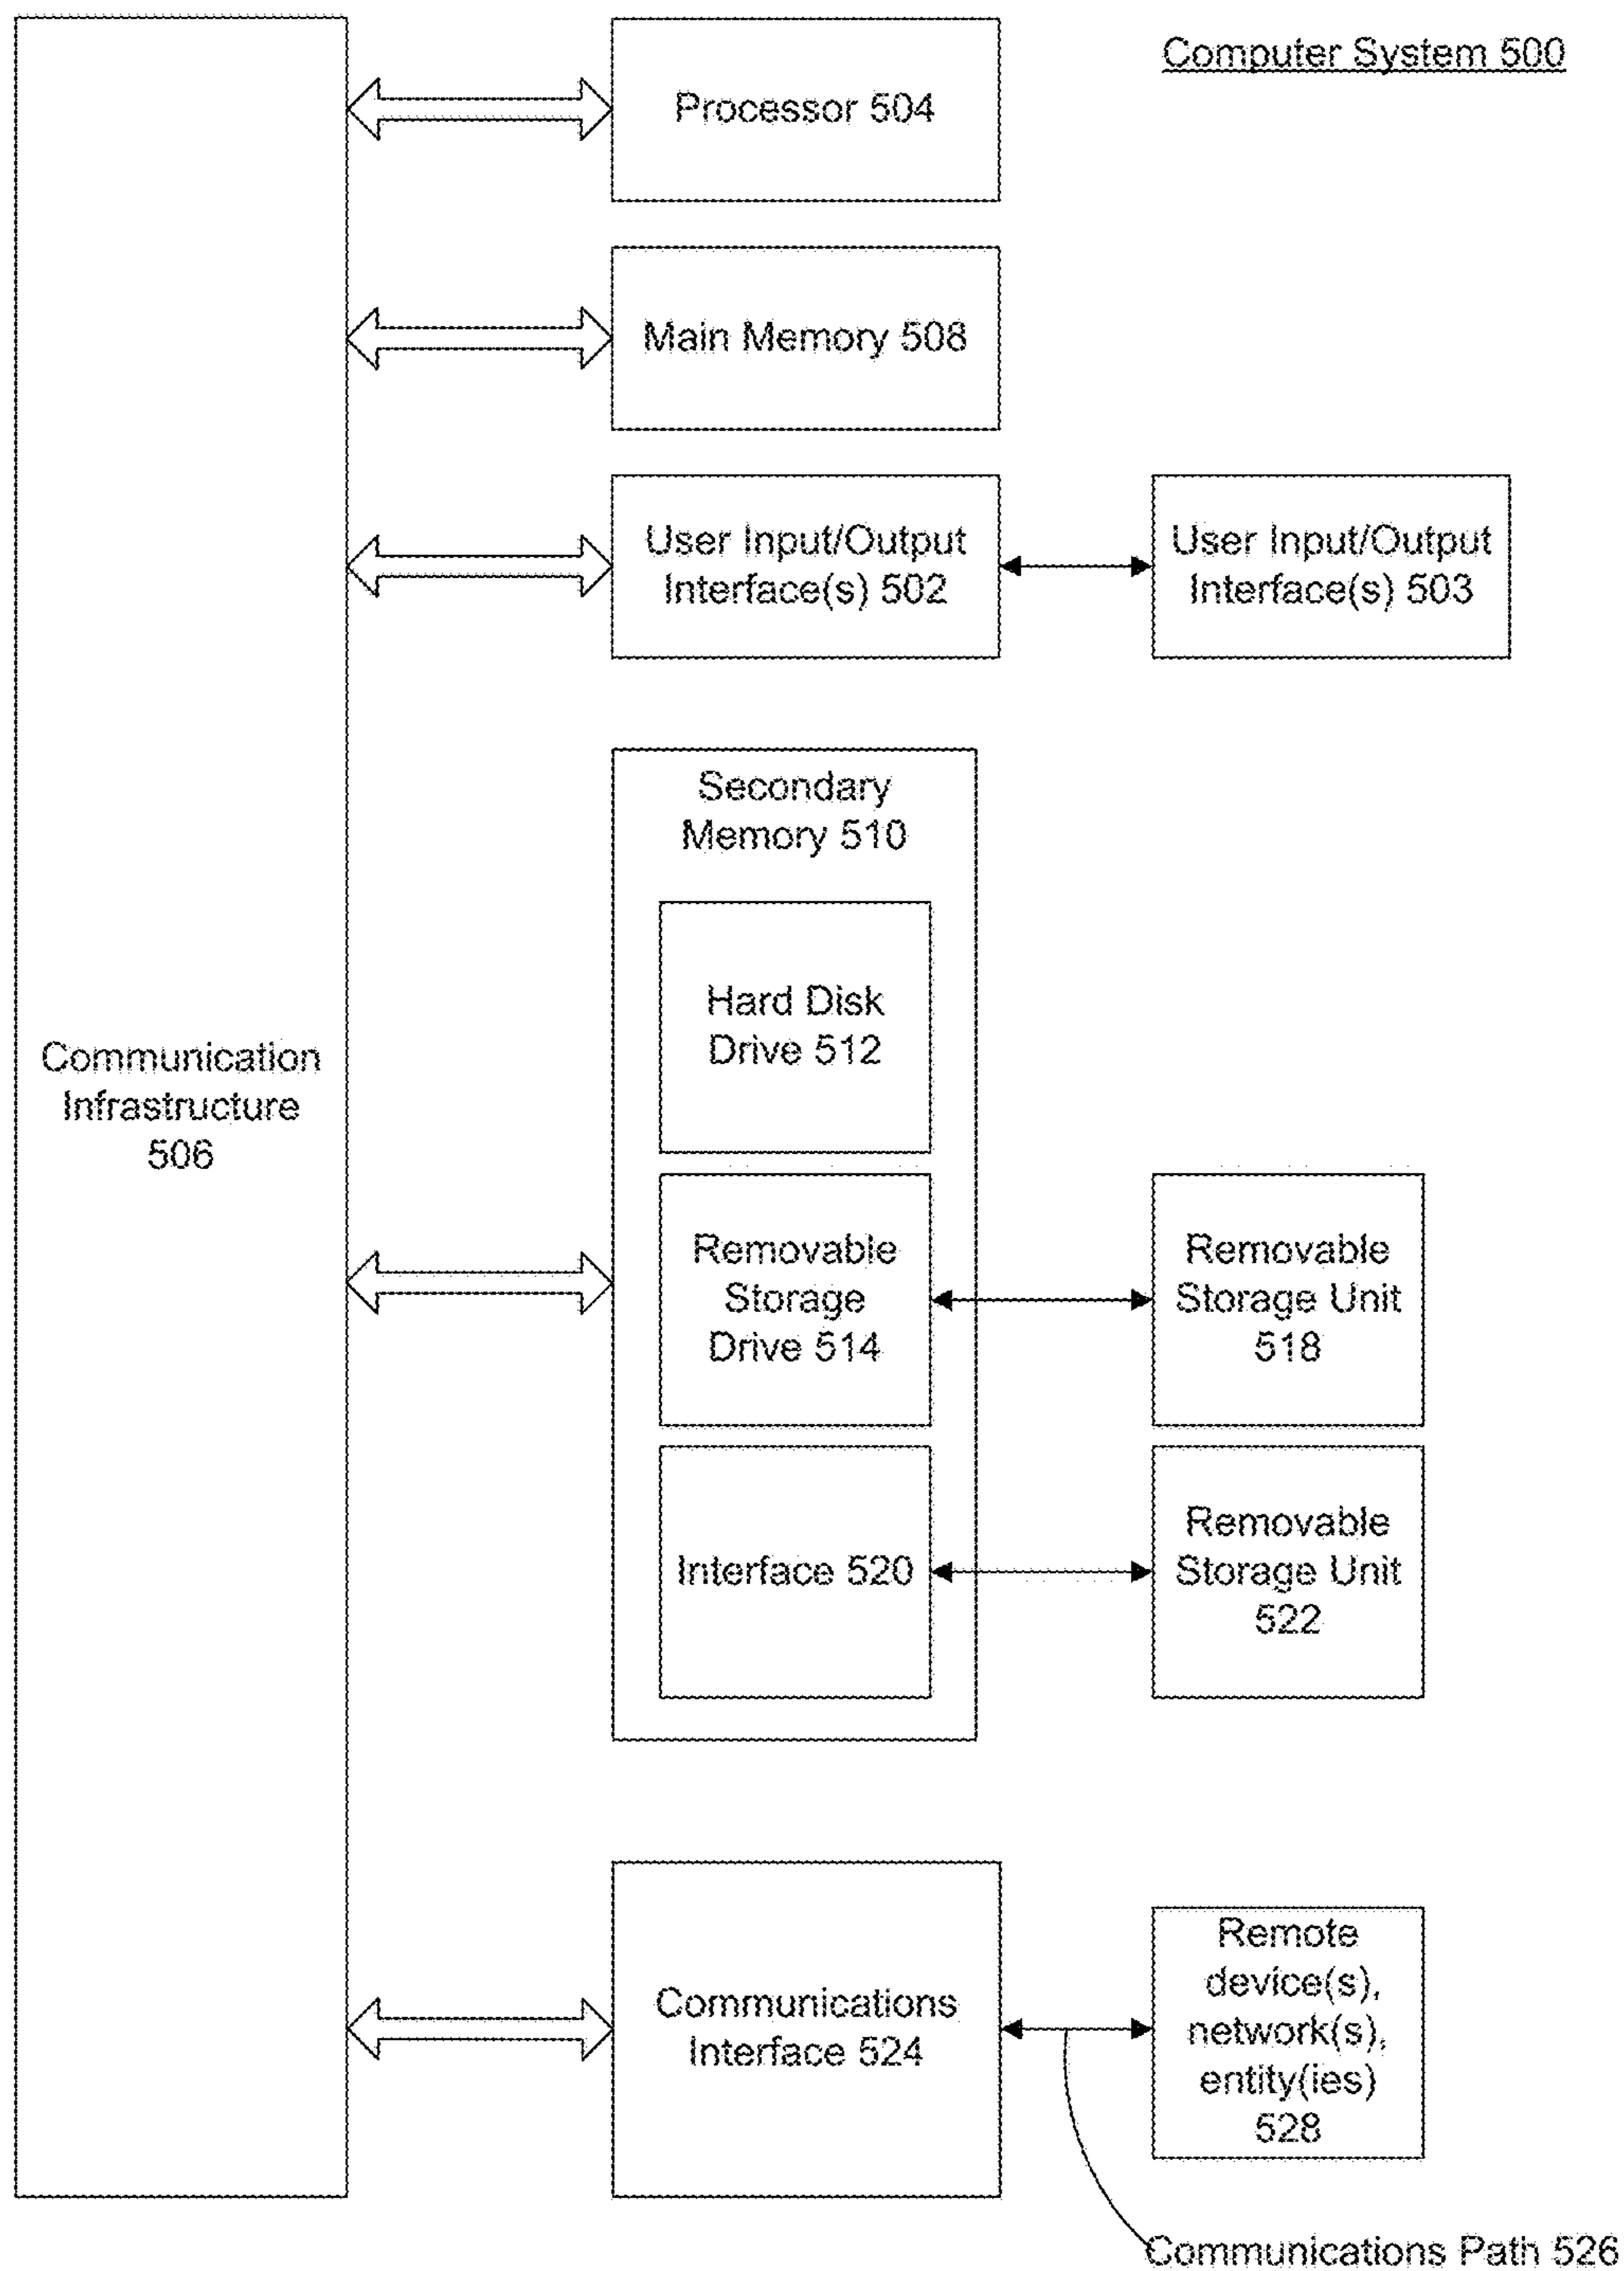 Computer System 500
Processor 504
Main Memory 508
User Input/Output
Interface(s) 502
User Input/Output
Interface(s) 503
Secondary
Memory 510
Hard Disk
Drive 512
Communication
Infrastructure
506
Removable
Storage
Drive 514
Removable
Storage Unit
518
Interface 520
Removable
Storage Unit
522
Communications
Interface 524
Remote
device(s),
network(s),
entity(ies)
528
Communications Path 526